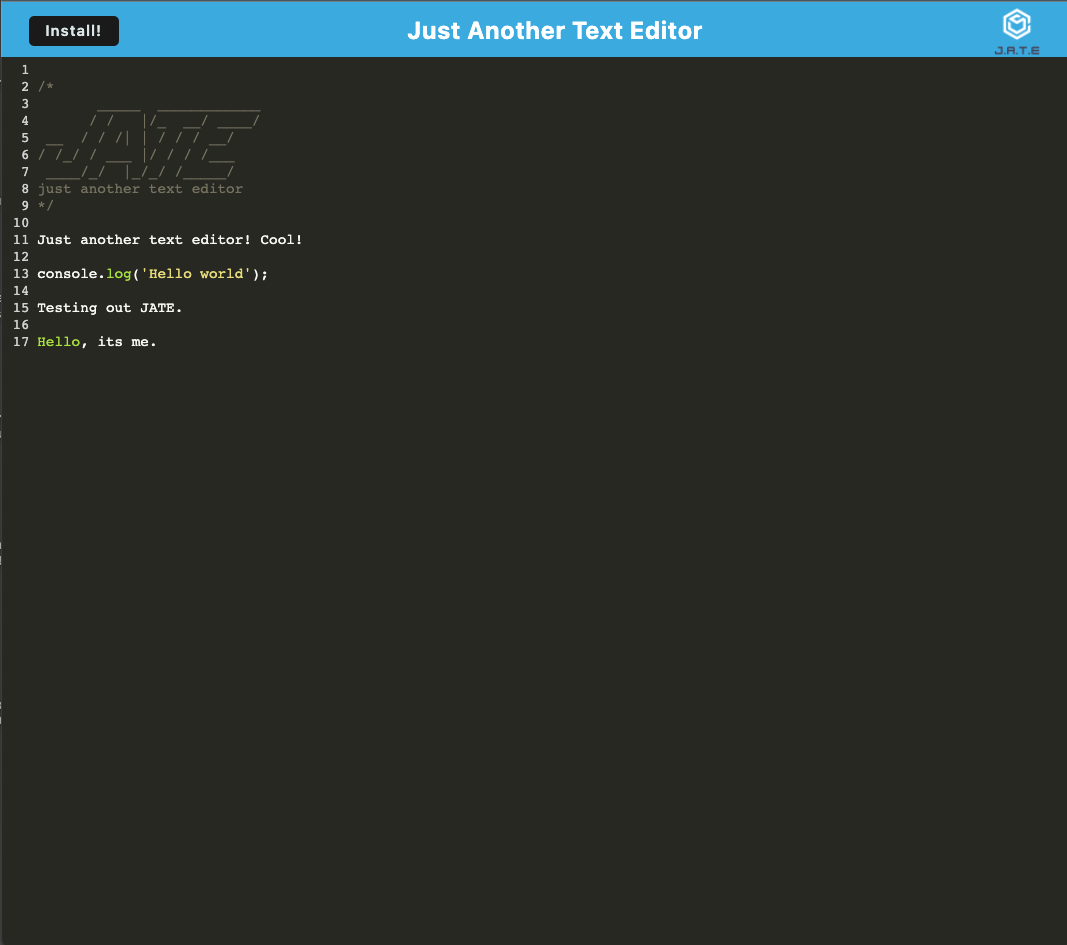 Install!
Just Another Text Editor
J.A.T.E
1
2 /*
3       ______  ____________
4      / /   |/_  __/ ____/
5 __  / / /| | / / / __/
6 / /_/ / ___ |/ / / /___
7 ____/_/  |_/_/ /_____/
8 just another text editor
9 */
10
11 Just another text editor! Cool!
12
13 console.log('Hello world');
14
15 Testing out JATE.
16
17 Hello, its me.